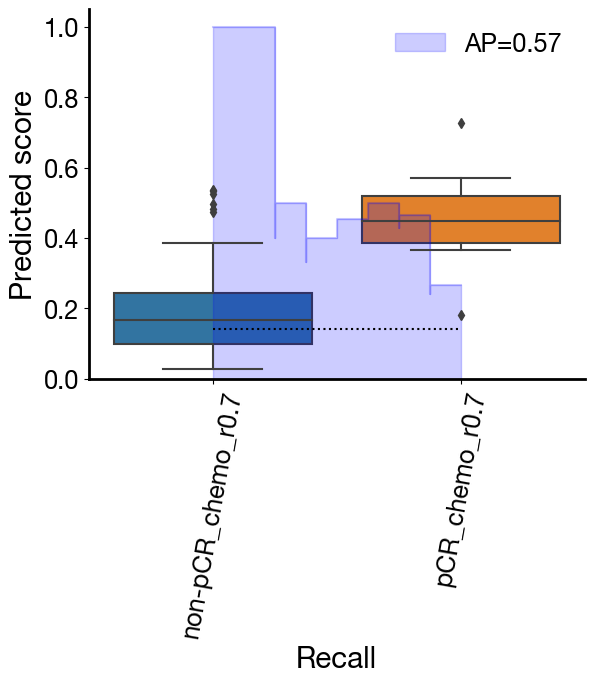 Predicted score
1.0
0.8
0.6
0.4
0.2
0.0
AP=0.57
non-pCR_chemo_r0.7
pCR_chemo_r0.7
Recall